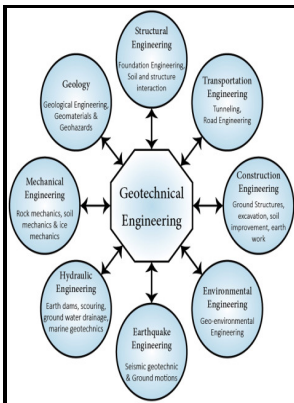 Structural
Engineering
Foundation Engineering,
Soil and structure
interaction
Geology
Geological Engineering,
Geomaterials &
Geohazards
Transportation
Engineering
Tunneling,
Road Engineering
Mechanical
Engineering
Rock mechanics, soil
mechanics & ice
mechanics
Geotechnical
Engineering
Construction
Engineering
Ground Structures,
excavation, soil
improvement, earth
work
Hydraulic
Engineering
Earth dams, scouring,
ground water drainage,
marine geotechnics
Environmental
Engineering
Geo-environmental
Engineering
Earthquake
Engineering
Seismic geotechnic
& Ground motions